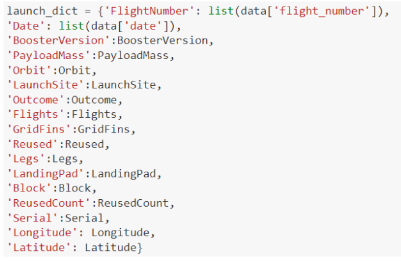 launch_dict = {'FlightNumber': list(data['flight_number']),
'Date': list(data['date']),
'BoosterVersion':BoosterVersion,
'PayloadMass':PayloadMass,
'Orbit':Orbit,
'LaunchSite':LaunchSite,
'Outcome':Outcome,
'Flights':Flights,
'GridFins':GridFins,
'Reused':Reused,
'Legs':Legs,
'LandingPad':LandingPad,
'Block':Block,
'ReusedCount':ReusedCount,
'Serial':Serial,
'Longitude': Longitude,
'Latitude': Latitude}